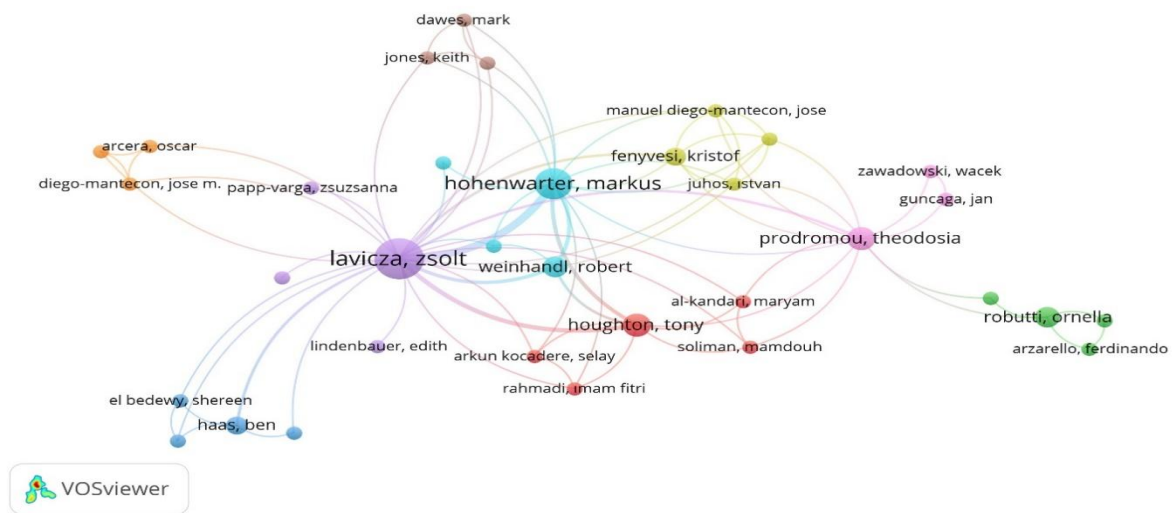 dawes, mark
jones, keith
manuel diego-mantecon, jose
arcera, oscar
fenyvesi, kristof
diego-mantecon, jose m.
papp-varga, zsuzsanna
hohenwarter, markus
juhos, istvan
zawadowski, wacek
guncaga, jan
prodromou, theodosia
lavicza, zsolt
weinhandl, robert
al-kandari, maryam
robutti, ornella
houghton, tony
lindenbauer, edith
arkun kocadere, selay
soliman, mamdouh
arzarello, ferdinando
rahmadi, imam fitri
el bedewy, shereen
haas, ben
VOSviewer